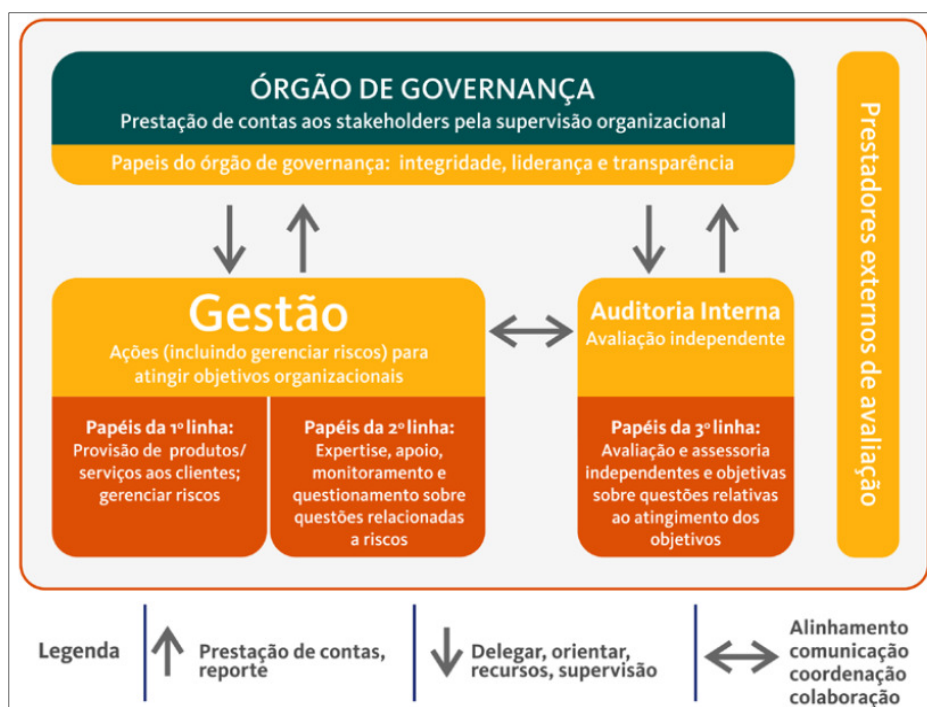 ÓRGÃO DE GOVERNANÇA
Prestação de contas aos stakeholders pela supervisão organizacional
Papeis do órgão de governança: integridade, liderança e transparência
Gestão
Ações (incluindo gerenciar riscos) para
atingir objetivos organizacionais
Papéis da 1º linha:
Provisão de produtos/
serviços aos clientes;
gerenciar riscos
Papéis da 2º linha:
Expertise, apoio,
monitoramento e
questionamento sobre
questões relacionadas
a riscos
Auditoria Interna
Avaliação independente
Papéis da 3º linha:
Avaliação e assessoria
independentes e objetivas
sobre questões relativas
ao atingimento dos
objetivos
Prestadores externos de avaliação
Legenda
Prestação de contas,
reporte
Delegar, orientar,
recursos, supervisão
Alinhamento
comunicação
coordenação
colaboração